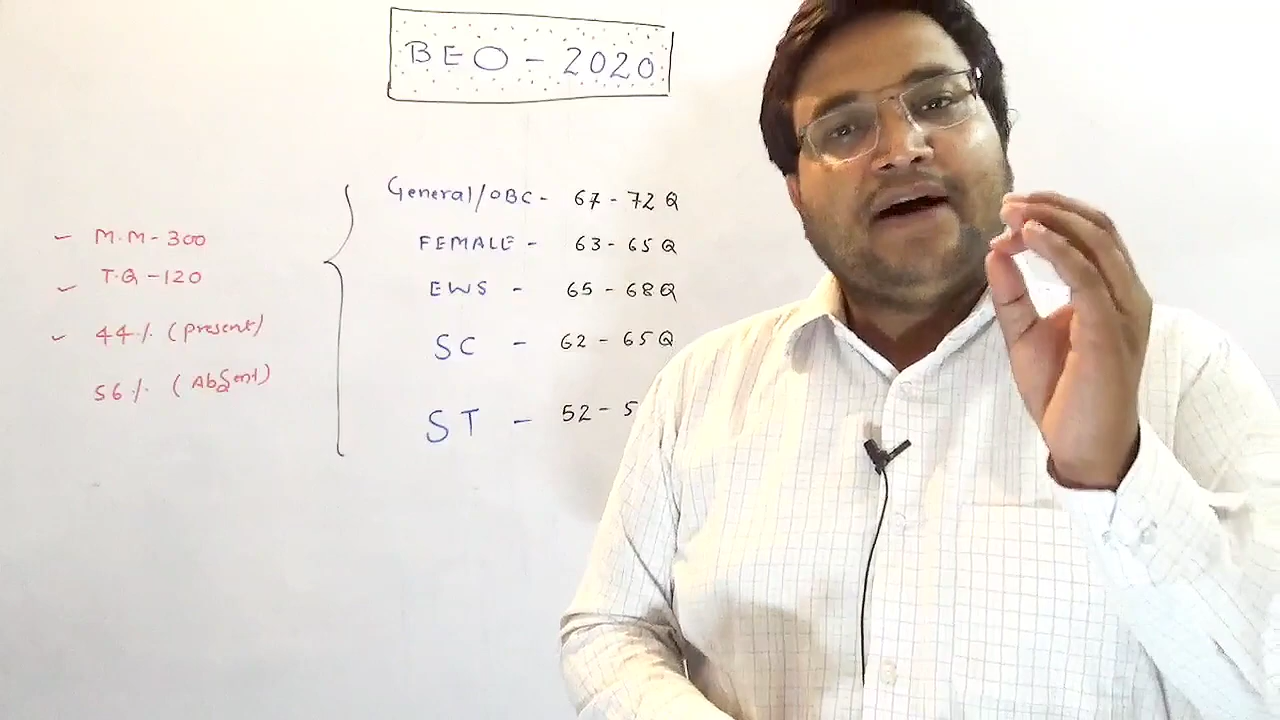 BEO - 2020
M.M - 300
T.Q - 120
44% (present)
56% (Absent)
General/OBC - 67 - 72 Q
FEMALE - 63 - 65 Q
EWS - 65 - 68 Q
SC - 62 - 65 Q
ST - 52 - 5